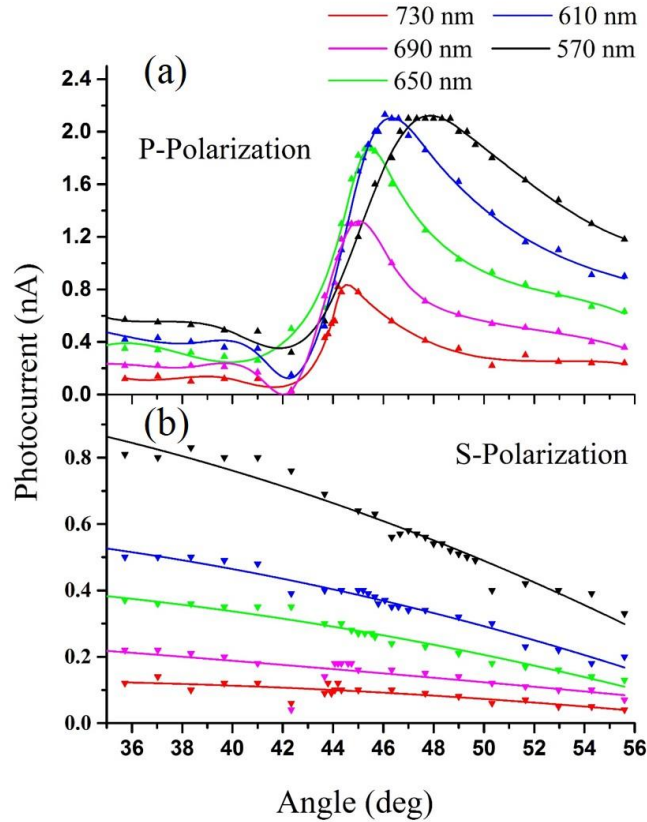 730 nm 610 nm
690 nm 570 nm
650 nm
(a)
P-Polarization
2.4
2.0
1.6
1.2
0.8
0.4
0.0
Photocurrent (nA)
(b)
S-Polarization
0.8
0.6
0.4
0.2
0.0
36 38 40 42 44 46 48 50 52 54 56
Angle (deg)